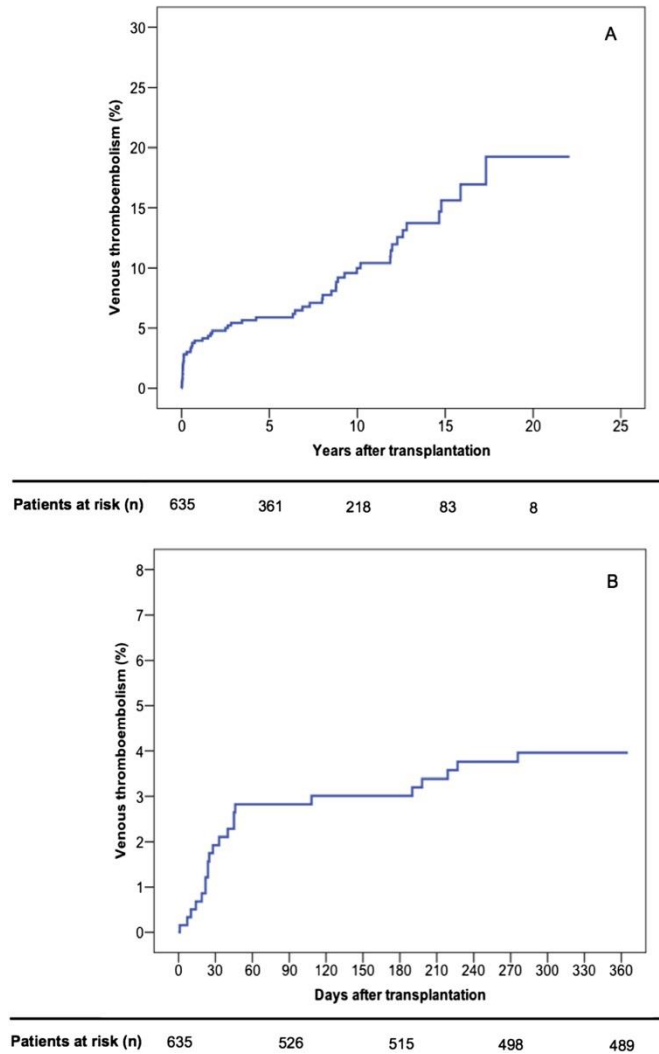 A
Venous thromboembolism (%)
30
25
20
15
10
5
0
0 5 10 15 20 25
Years after transplantation
Patients at risk (n) 635 361 218 83 8
B
Venous thromboembolism (%)
8
7
6
5
4
3
2
1
0
0 30 60 90 120 150 180 210 240 270 300 330 360
Days after transplantation
Patients at risk (n) 635 526 515 498 489